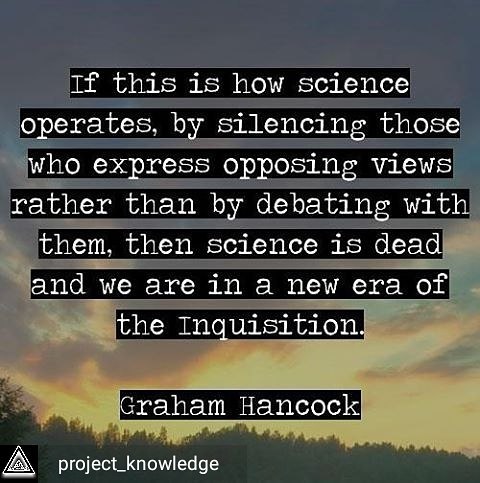 If this is how science
operates, by silencing those
who express opposing views
rather than by debating with
them, then science is dead
and we are in a new era of
the Inquisition.
Graham Hancock
project_knowledge